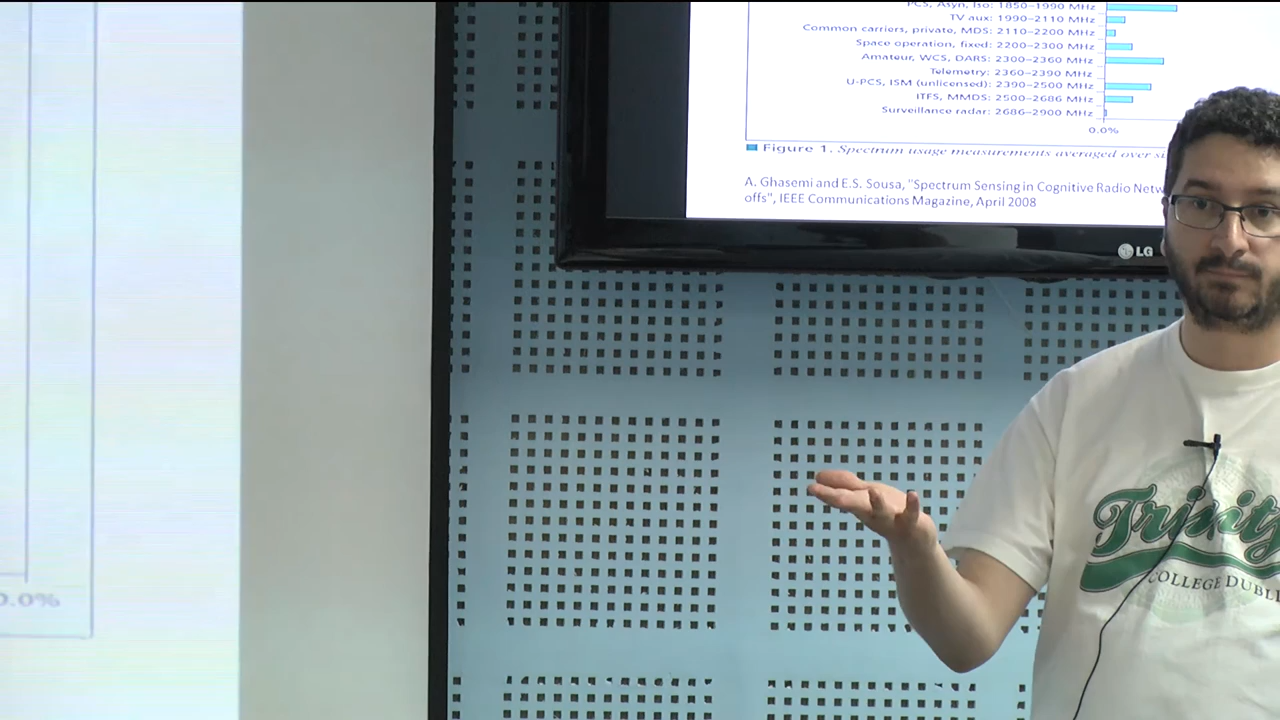 PCS, Asyn, Iso: 1850–1990 MHz
TV aux: 1990–2110 MHz
Common carriers, private, MDS: 2110–2200 MHz
Space operation, fixed: 2200–2300 MHz
Amateur, WCS, DARS: 2300–2360 MHz
Telemetry: 2360–2390 MHz
U-PCS, ISM (unlicensed): 2390–2500 MHz
ITFS, MMDS: 2500–2686 MHz
Surveillance radar: 2686–2900 MHz
0.0%
Figure 1. Spectrum usage measurements averaged over
A. Ghasemi and E.S. Sousa, "Spectrum Sensing in Cognitive Radio
offs", IEEE Communications Magazine, April 2008
LG
Trinity
COLLEGE DUBLI
0.0%